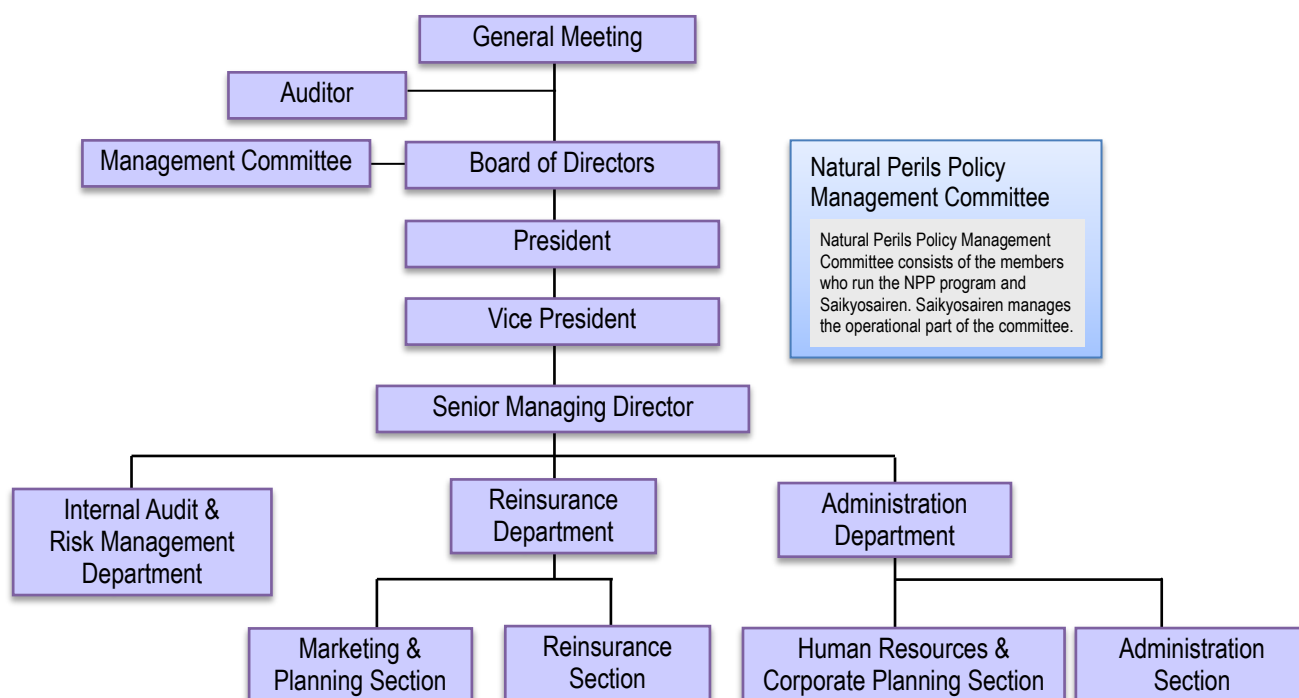 General Meeting
Auditor
Management Committee
Board of Directors
President
Vice President
Senior Managing Director
Natural Perils Policy
Management Committee
Natural Perils Policy Management
Committee consists of the members
who run the NPP program and
Saikyosairen. Saikyosairen manages
the operational part of the committee.
Internal Audit &
Risk Management
Department
Reinsurance
Department
Administration
Department
Marketing &
Planning Section
Reinsurance
Section
Human Resources &
Corporate Planning Section
Administration
Section